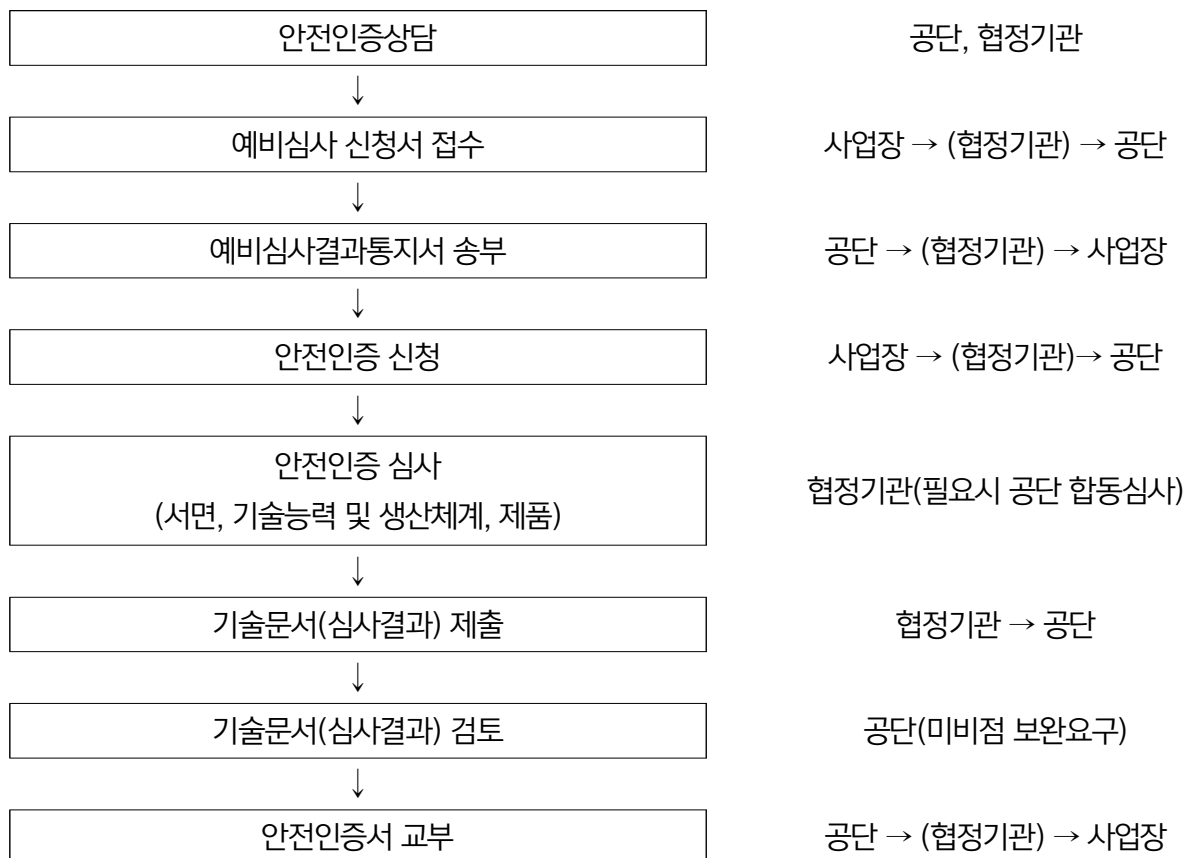 안전인증상담 공단, 협정기관
↓
예비심사 신청서 접수 사업장 → (협정기관) → 공단
↓
예비심사결과통지서 송부 공단 → (협정기관) → 사업장
↓
안전인증 신청 사업장 → (협정기관)→ 공단
↓
안전인증 심사
(서면, 기술능력 및 생산체계, 제품) 협정기관(필요시 공단 합동심사)
↓
기술문서(심사결과) 제출 협정기관 → 공단
↓
기술문서(심사결과) 검토 공단(미비점 보완요구)
↓
안전인증서 교부 공단 → (협정기관) → 사업장